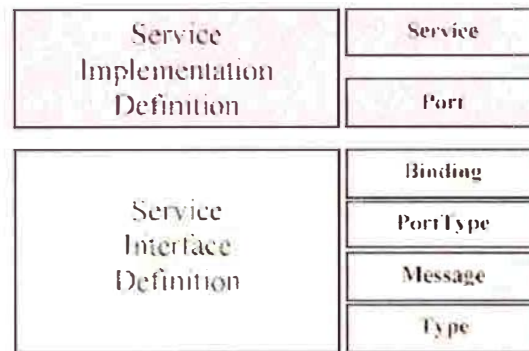 Service
Implementation
Definition
Service
Port
Service
Interface
Definition
Binding
PortType
Message
Type